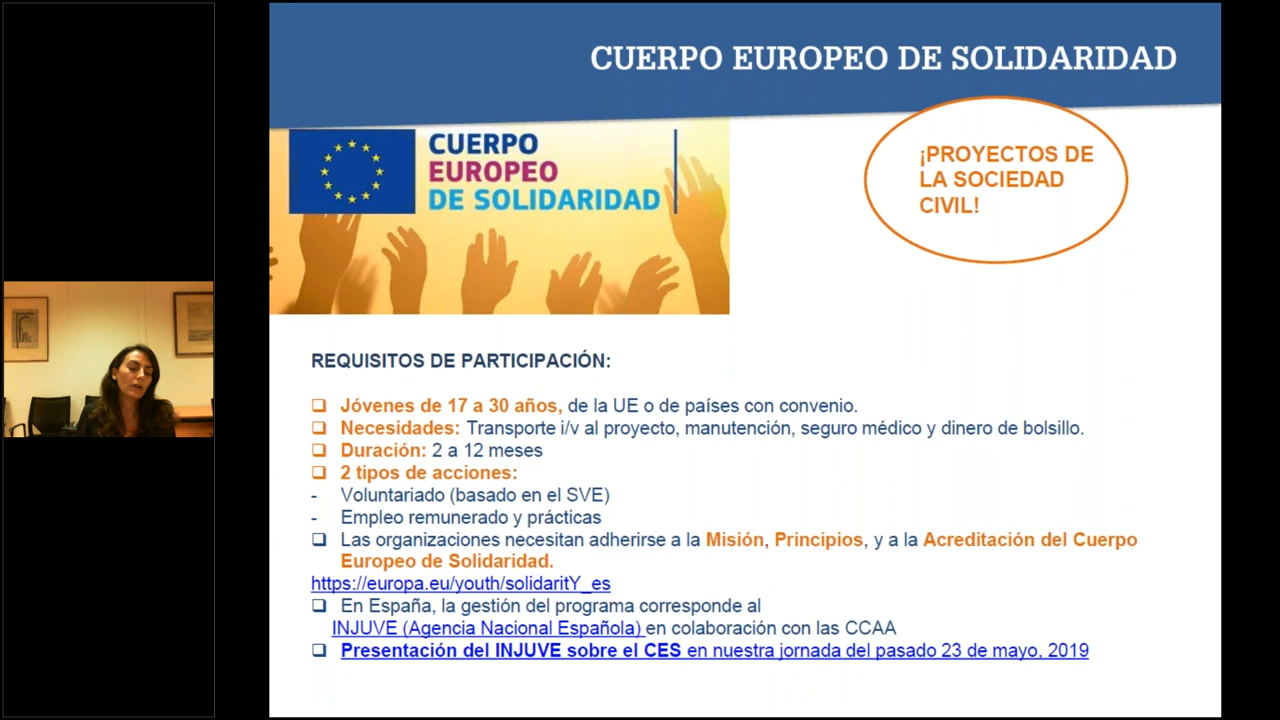 CUERPO EUROPEO DE SOLIDARIDAD
CUERPO
EUROPEO
DE SOLIDARIDAD
¡PROYECTOS DE
LA SOCIEDAD
CIVIL!
REQUISITOS DE PARTICIPACIÓN:
❑ Jóvenes de 17 a 30 años, de la UE o de países con convenio.
❑ Necesidades: Transporte i/v al proyecto, manutención, seguro médico y dinero de bolsillo.
❑ Duración: 2 a 12 meses
❑ 2 tipos de acciones:
- Voluntariado (basado en el SVE)
- Empleo remunerado y prácticas
❑ Las organizaciones necesitan adherirse a la Misión, Principios, y a la Acreditación del Cuerpo
Europeo de Solidaridad.
https://europa.eu/youth/solidaritY_es
❑ En España, la gestión del programa corresponde al
INJUVE (Agencia Nacional Española) en colaboración con las CCAA
❑ Presentación del INJUVE sobre el CES en nuestra jornada del pasado 23 de mayo, 2019